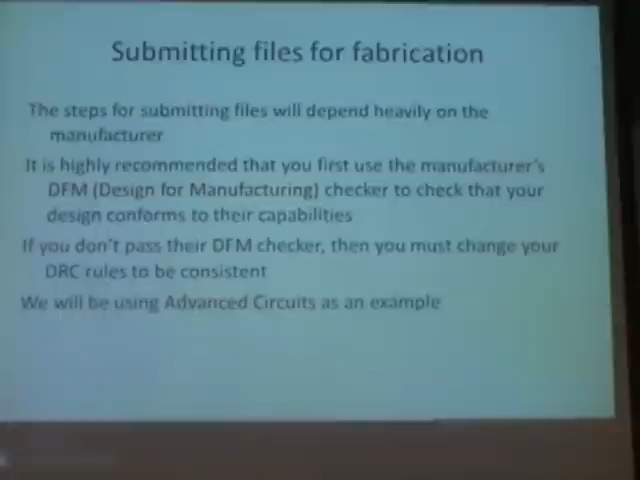 Submitting files for fabrication
The steps for submitting files will depend heavily on the
manufacturer
It is highly recommended that you first use the manufacturer's
DFM (Design for Manufacturing) checker to check that your
design conforms to their capabilities
If you don't pass their DFM checker, then you must change your
DRC rules to be consistent
We will be using Advanced Circuits as an example